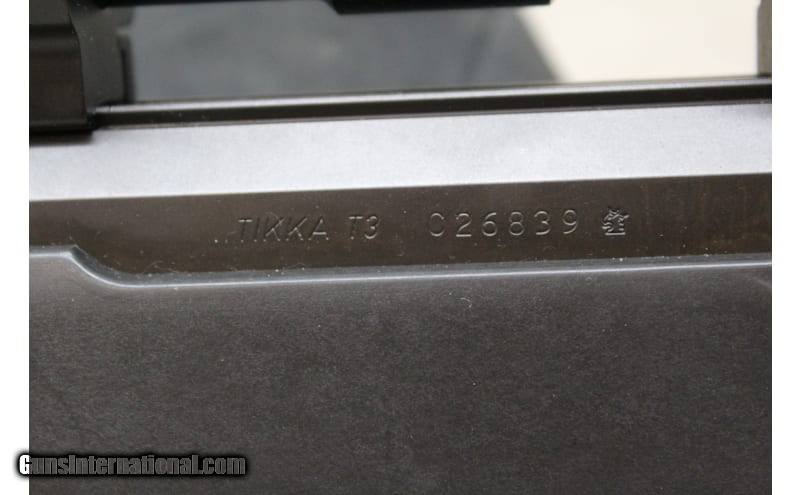 TIKKA T3 C26839
GunsInternational.com